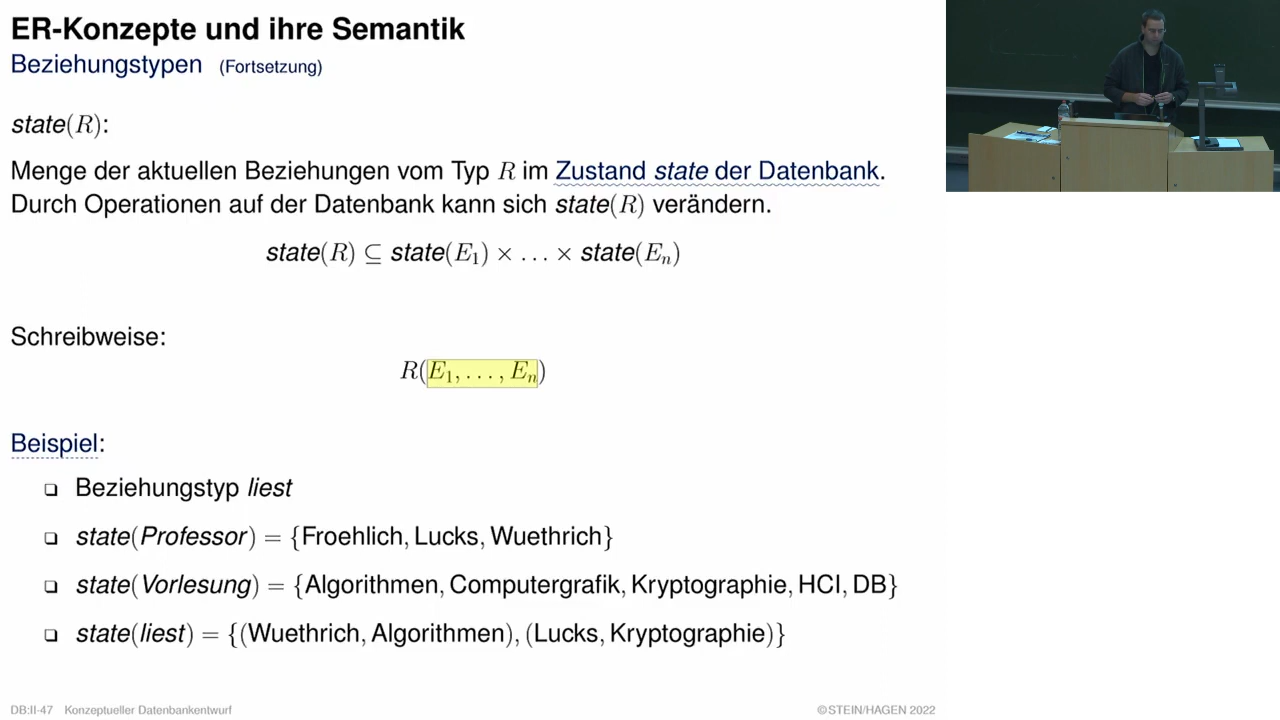 ER-Konzepte und ihre Semantik
Beziehungstypen (Fortsetzung)
state(R):
Menge der aktuellen Beziehungen vom Typ R im Zustand state der Datenbank.
Durch Operationen auf der Datenbank kann sich state(R) verändern.
state(R) ⊆ state(E₁) × … × state(Eₙ)
Schreibweise:
R(E₁, …, Eₙ)
Beispiel:
❑ Beziehungstyp liest
❑ state(Professor) = {Froehlich, Lucks, Wuethrich}
❑ state(Vorlesung) = {Algorithmen, Computergrafik, Kryptographie, HCI, DB}
❑ state(liest) = {(Wuethrich, Algorithmen), (Lucks, Kryptographie)}
DB:II-47 Konzeptueller Datenbankentwurf ©STEIN/HAGEN 2022